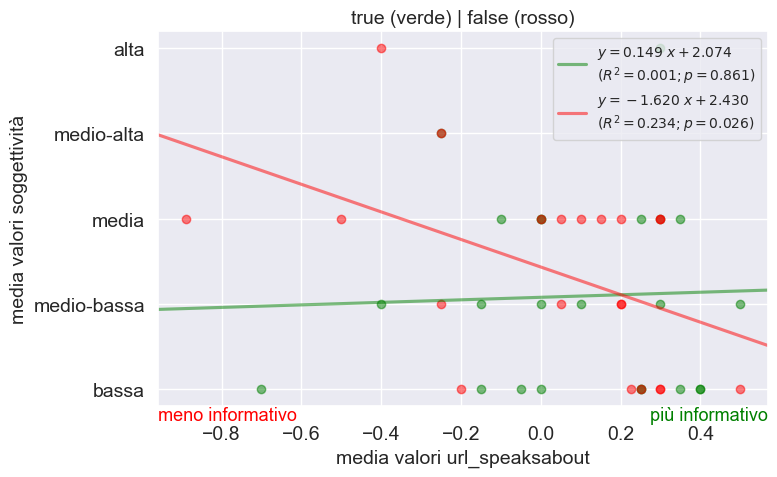 true (verde) | false (rosso)
y = 0.149 x + 2.074
(R² = 0.001; p = 0.861)
y = −1.620 x + 2.430
(R² = 0.234; p = 0.026)
alta
medio-alta
media
medio-bassa
bassa
media valori soggettività
meno informativo
più informativo
−0.8 −0.6 −0.4 −0.2 0.0 0.2 0.4
media valori url_speaksabout